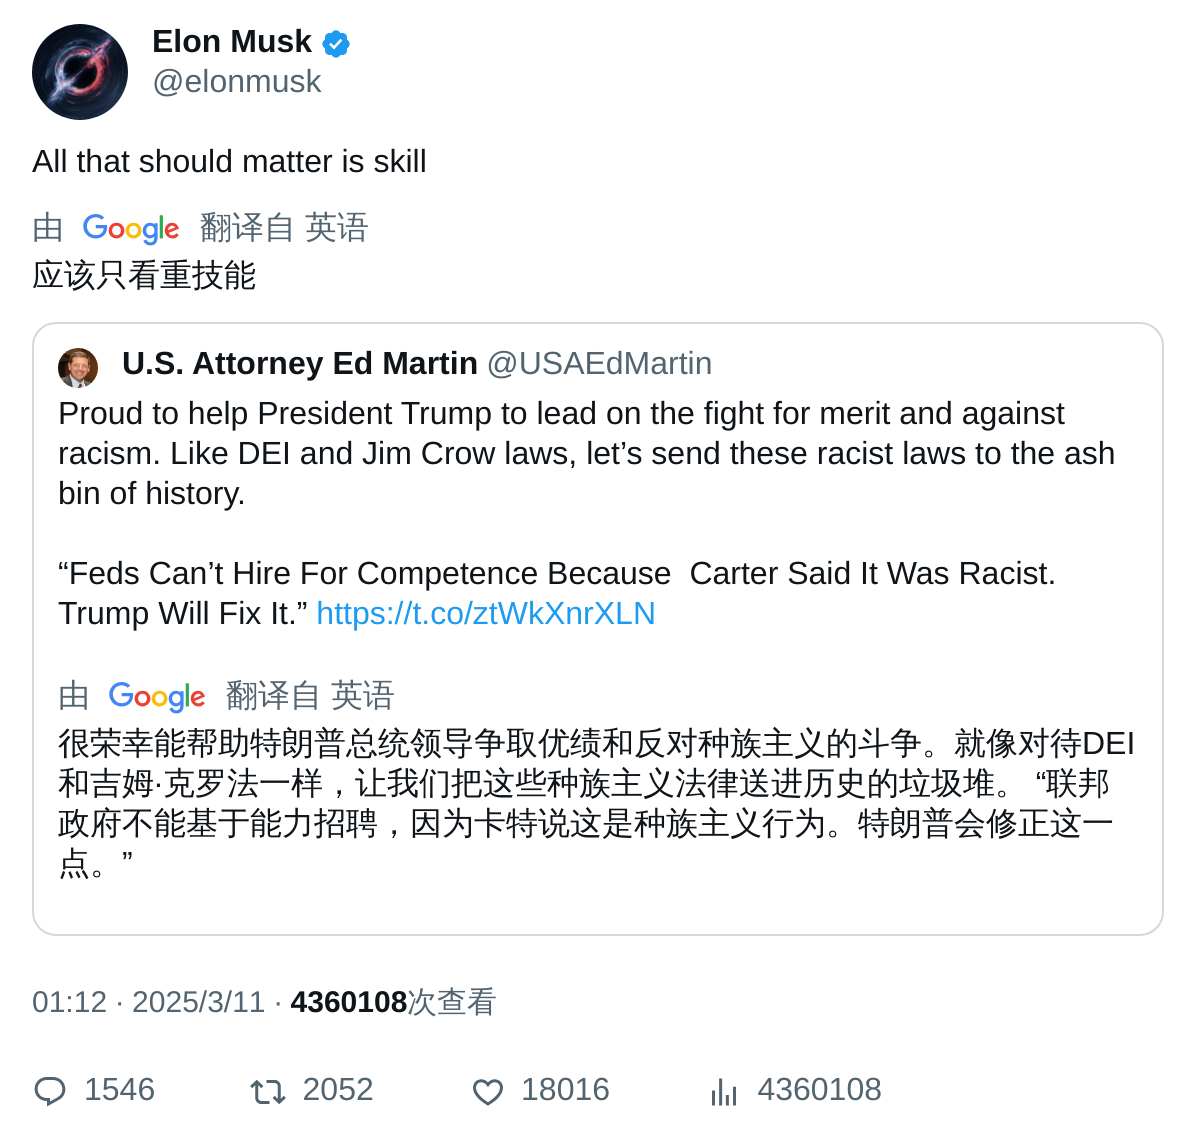 Elon Musk
@elonmusk
All that should matter is skill
由 Google 翻译自 英语
应该只看重技能
U.S. Attorney Ed Martin @USAEdMartin
Proud to help President Trump to lead on the fight for merit and against
racism. Like DEI and Jim Crow laws, let’s send these racist laws to the ash
bin of history.
“Feds Can’t Hire For Competence Because  Carter Said It Was Racist.
Trump Will Fix It.” https://t.co/ztWkXnrXLN
由 Google 翻译自 英语
很荣幸能帮助特朗普总统领导争取优绩和反对种族主义的斗争。就像对待DEI
和吉姆·克罗法一样，让我们把这些种族主义法律送进历史的垃圾堆。 “联邦
政府不能基于能力招聘，因为卡特说这是种族主义行为。特朗普会修正这一
点。”
01:12 · 2025/3/11 · 4360108次查看
1546 2052 18016 4360108